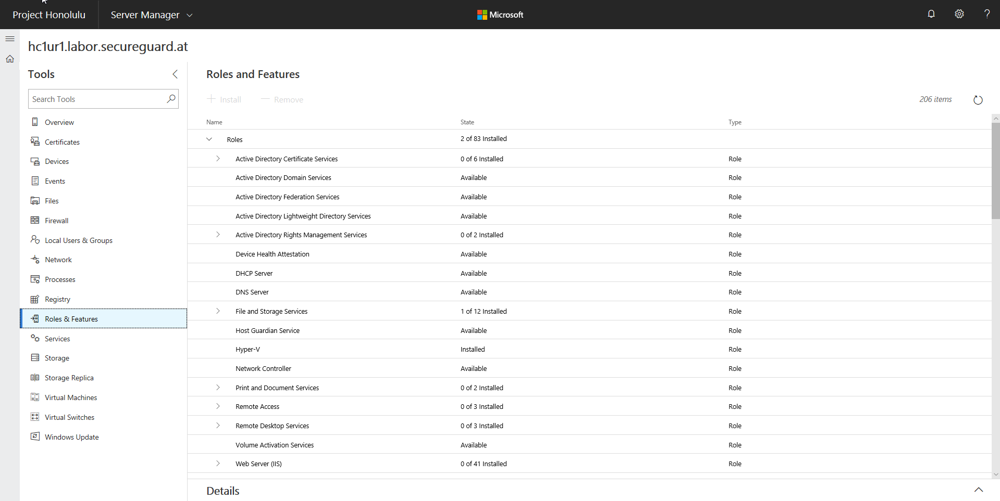 Project Honolulu
Server Manager
Microsoft
?
hc1ur1.labor.secureguard.at
Tools
Search Tools
Overview
Certificates
Devices
Events
Files
Firewall
Local Users & Groups
Network
Processes
Registry
Roles & Features
Services
Storage
Storage Replica
Virtual Machines
Virtual Switches
Windows Update
Roles and Features
Install Remove 206 items
Name State Type
Roles 2 of 83 Installed
Active Directory Certificate Services 0 of 6 Installed Role
Active Directory Domain Services Available Role
Active Directory Federation Services Available Role
Active Directory Lightweight Directory Services Available Role
Active Directory Rights Management Services 0 of 2 Installed Role
Device Health Attestation Available Role
DHCP Server Available Role
DNS Server Available Role
File and Storage Services 1 of 12 Installed Role
Host Guardian Service Available Role
Hyper-V Installed Role
Network Controller Available Role
Print and Document Services 0 of 2 Installed Role
Remote Access 0 of 3 Installed Role
Remote Desktop Services 0 of 3 Installed Role
Volume Activation Services Available Role
Web Server (IIS) 0 of 41 Installed Role
Details